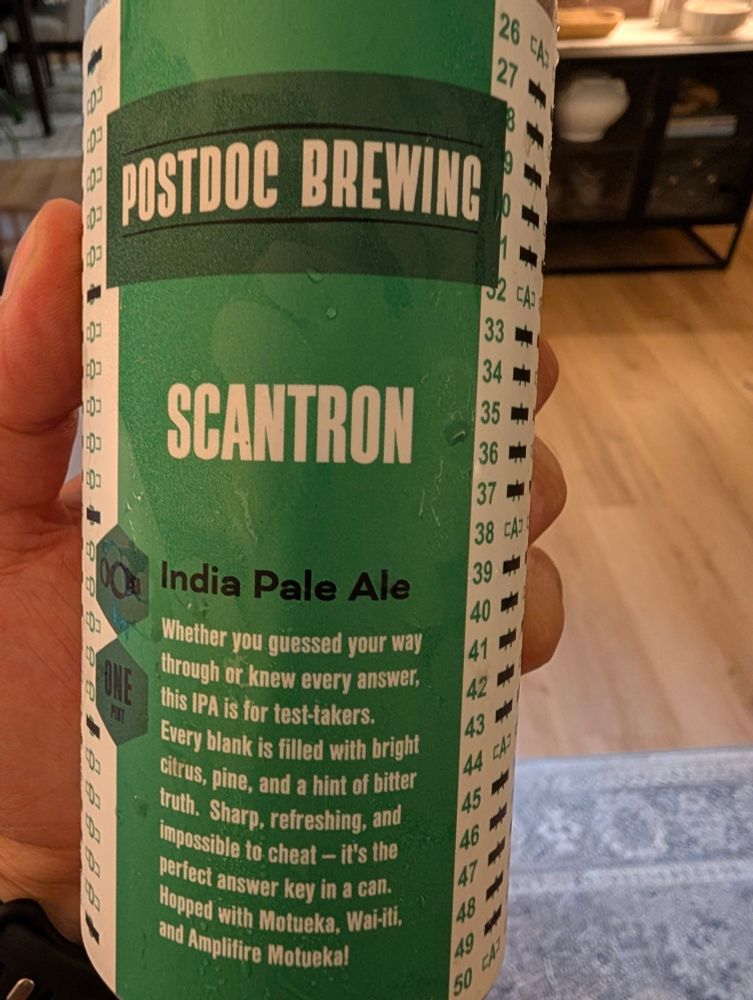 POSTDOC BREWING
SCANTRON
India Pale Ale
Whether you guessed your way
through or knew every answer,
this IPA is for test-takers.
Every blank is filled with bright
citrus, pine, and a hint of bitter
truth. Sharp, refreshing, and
impossible to cheat – it's the
perfect answer key in a can.
Hopped with Motueka, Wai-iti,
and Amplifire Motueka!
ONE
PINT
26 A
27
32 A
33
34
35
36
37
38 A
39
40
41
42
43
44 A
45
46
47
48
49
50 A